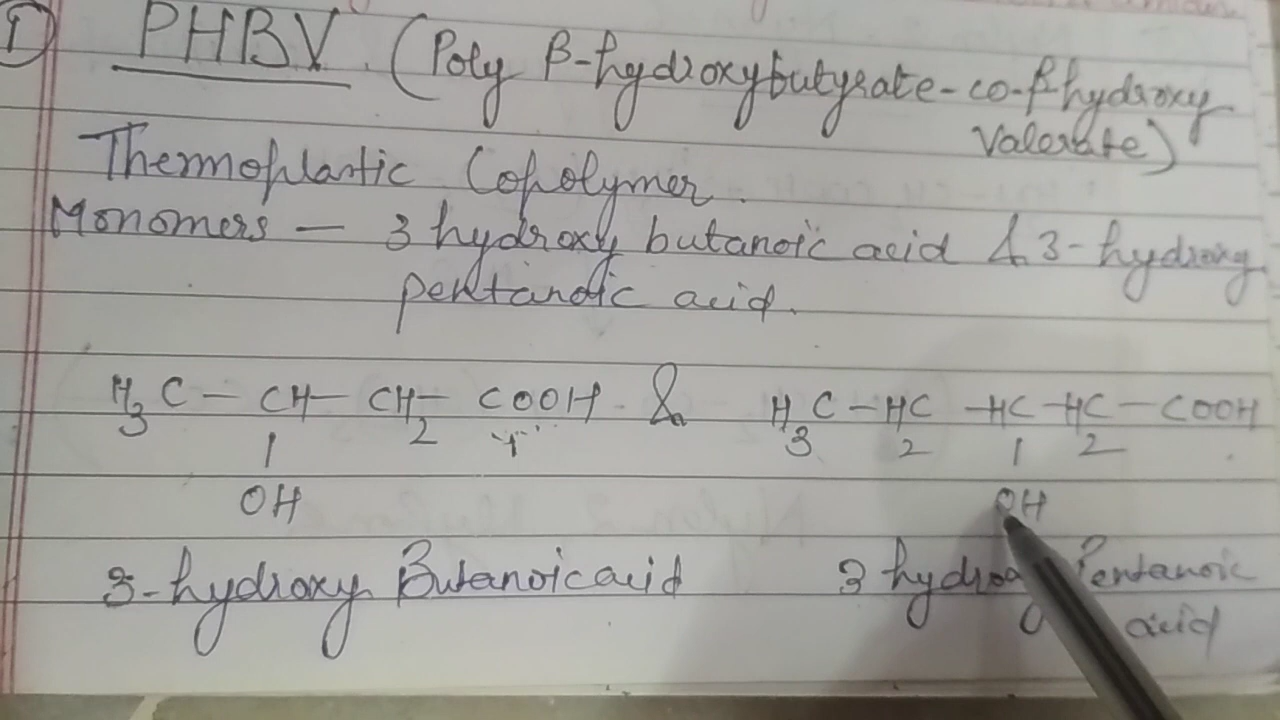 1 PHBV (Poly β-hydroxybutyrate-co-β hydroxy
Valerate)
Thermoplastic Copolymer.
Monomers — 3 hydroxy butanoic acid & 3-hydroxy
pentanoic acid.
H3C — CH — CH2 — COOH & H3C — H2C — HC — H2C — COOH
OH OH
3-hydroxy Butanoic acid 3 hydroxy Pentanoic
acid